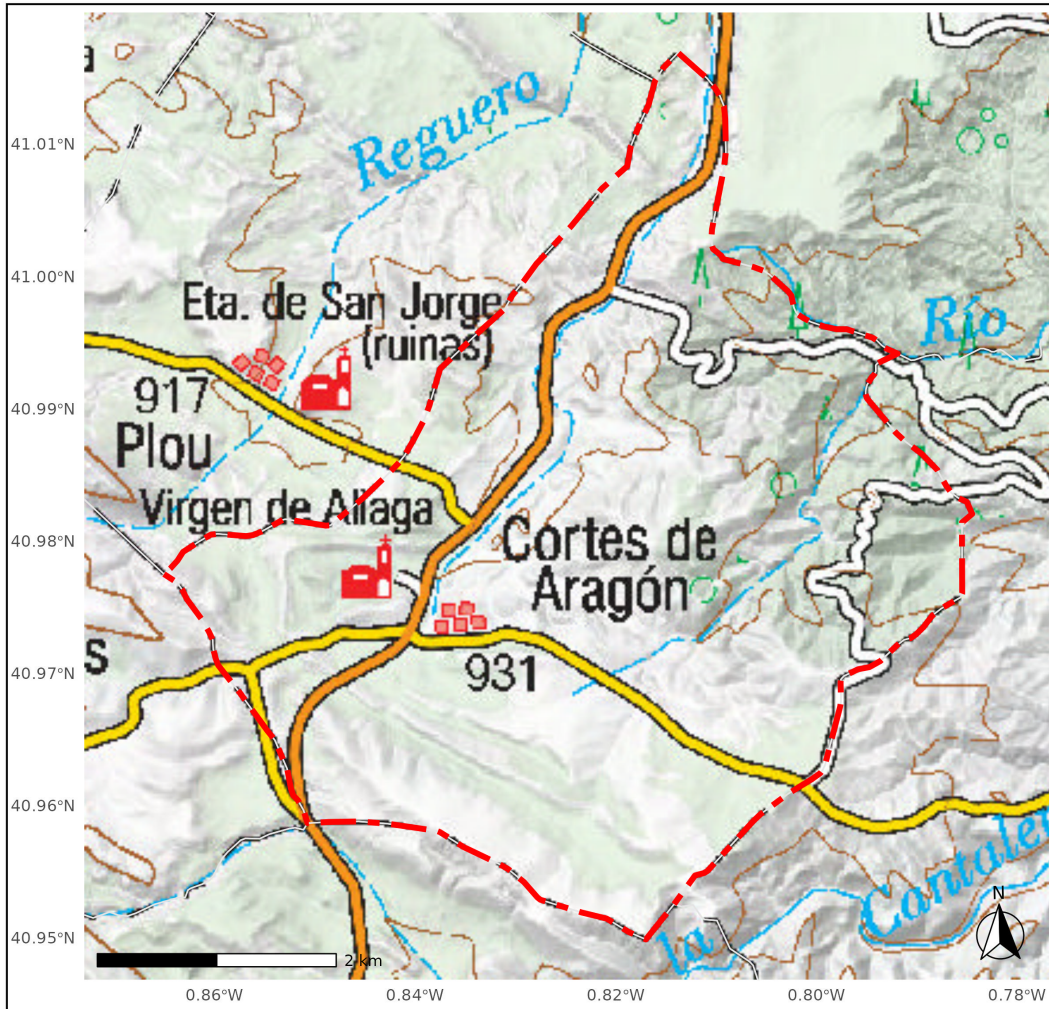 a
Reguero
41.01°N
41.00°N
Eta. de San Jorge
(ruinas)
Río
917
40.99°N
Plou
Virgen de Aliaga
40.98°N
Cortes de
Aragón
s
40.97°N
931
40.96°N
la Cantale
40.95°N
N
2 km
0.86°W
0.84°W
0.82°W
0.80°W
0.78°W